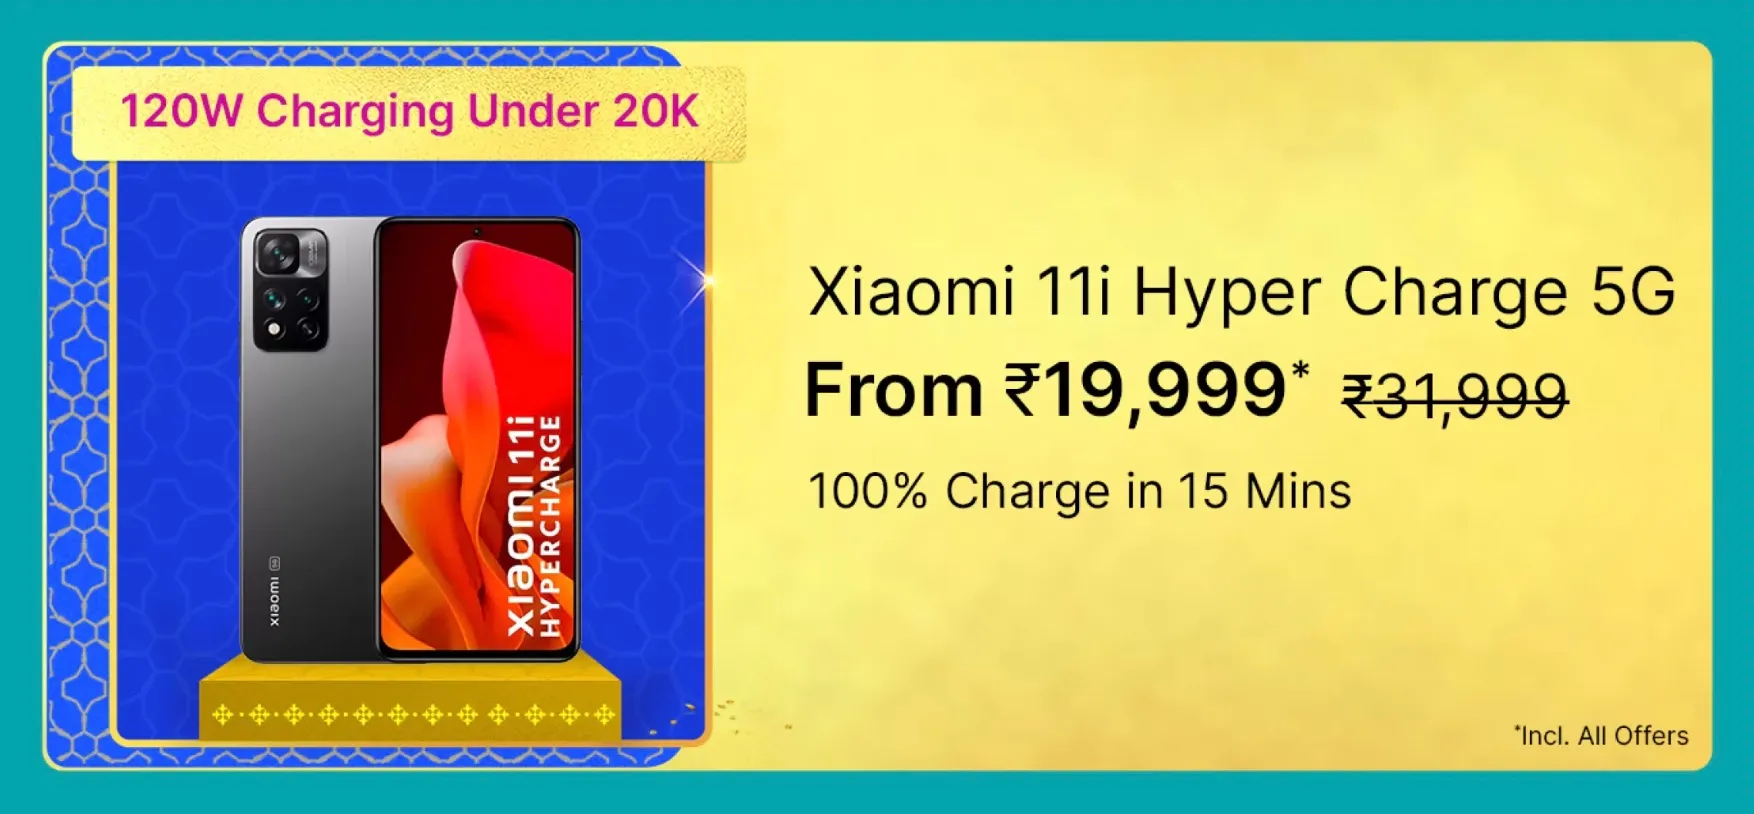 120W Charging Under 20K
xiaomi 5G
Xiaomi 11i
HYPERCHARGE
Xiaomi 11i Hyper Charge 5G
From ₹19,999* ₹31,999
100% Charge in 15 Mins
*Incl. All Offers